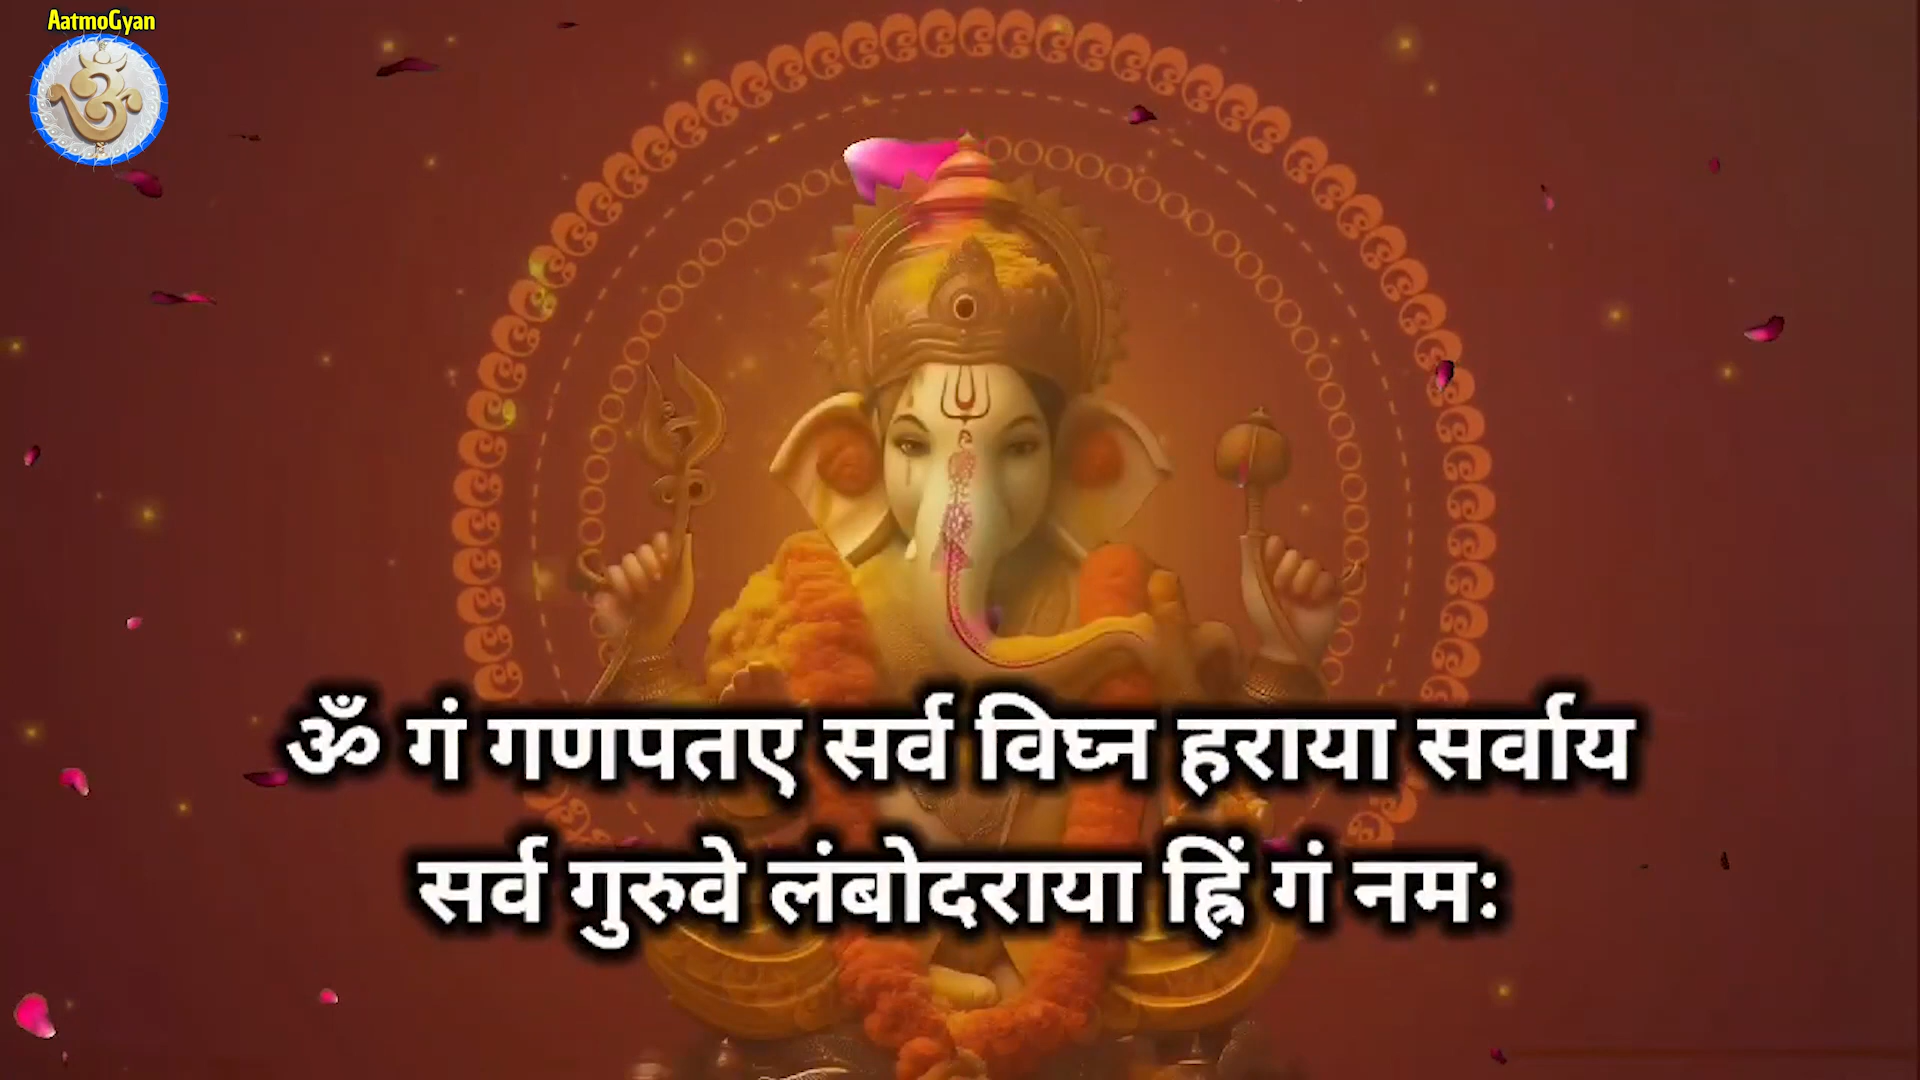 AatmoGyan
ॐ गं गणपतए सर्व विघ्न हराया सर्वाय
सर्व गुरुवे लंबोदराया ह्रिं गं नमः